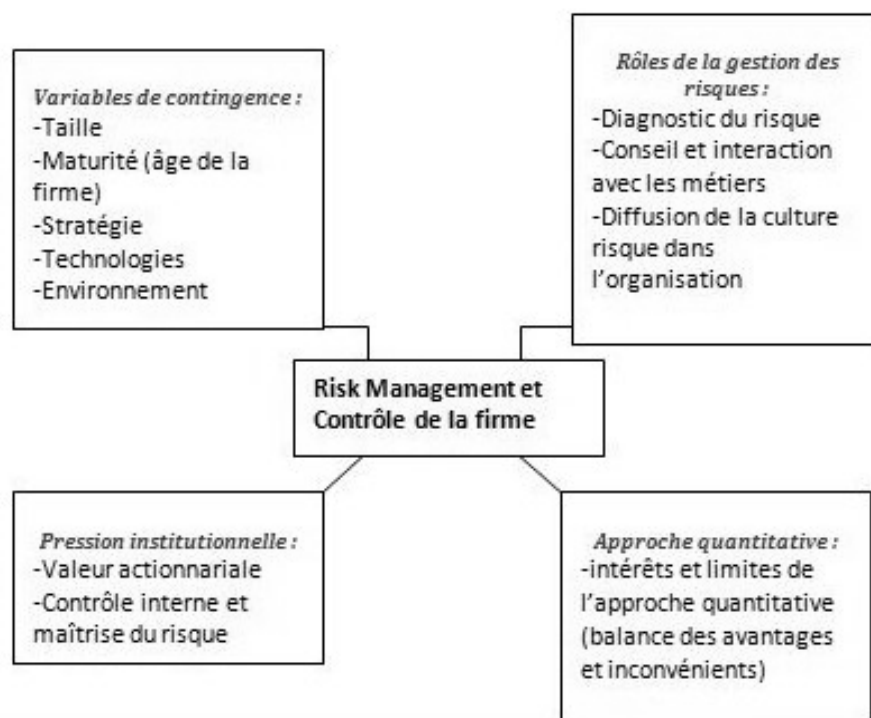 Variables de contingence :
-Taille
-Maturité (âge de la
firme)
-Stratégie
-Technologies
-Environnement
Rôles de la gestion des
risques :
-Diagnostic du risque
-Conseil et interaction
avec les métiers
-Diffusion de la culture
risque dans
l’organisation
Risk Management et
Contrôle de la firme
Pression institutionnelle :
-Valeur actionnariale
-Contrôle interne et
maîtrise du risque
Approche quantitative :
-intérêts et limites de
l’approche quantitative
(balance des avantages
et inconvénients)